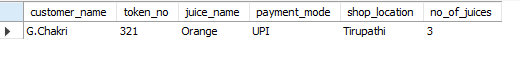 customer_name token_no juice_name payment_mode shop_location no_of_juices
G.Chakri 321 Orange UPI Tirupathi 3